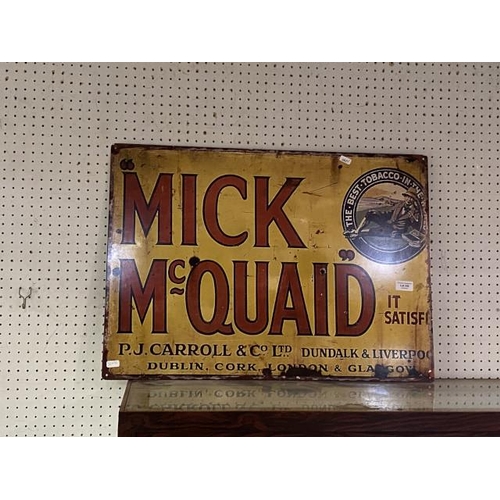 "MICK
McQUAID"
THE·BEST·TOBACCO·IN·THE
IT
SATISF
P.J. CARROLL & Co LTD DUNDALK & LIVERPOO
DUBLIN, CORK, LONDON & GLASGOW